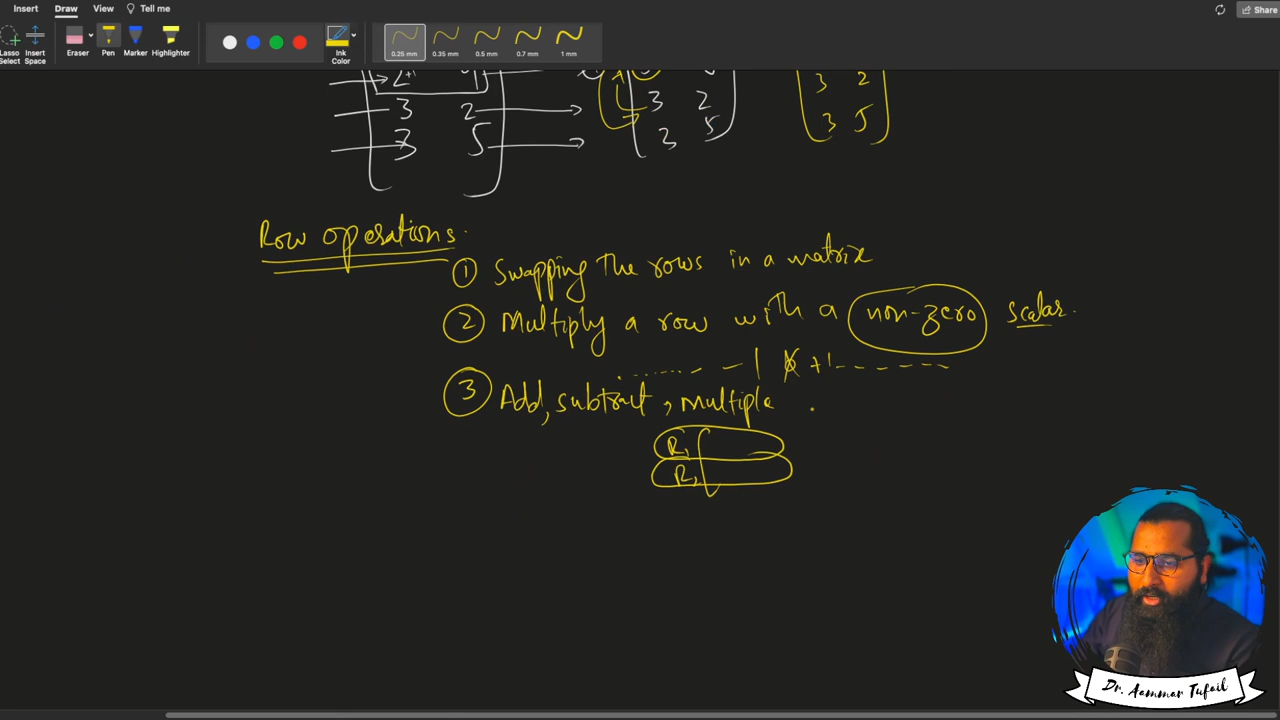 Insert Draw View Tell me
Share
Lasso Select
Insert Space
Eraser
Pen
Marker
Highlighter
Ink Color
0.25 mm 0.35 mm 0.5 mm 0.7 mm 1 mm
3 2
3 2 3 2
3 5 3 5 3 5
Row operations.
① Swapping the rows in a matrix
② Multiply a row with a non-zero scalar.
③ Add, subtract, multiple
R₁
R₂
Dr. Aammar Tufail